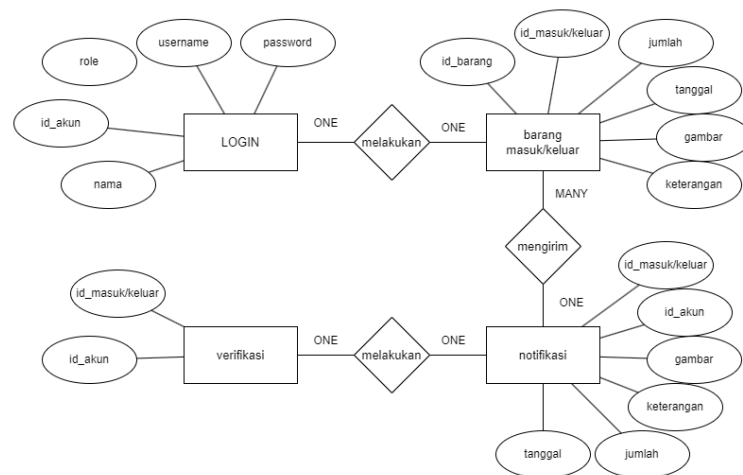 username
password
role
id_akun
nama
LOGIN
ONE
melakukan
ONE
id_barang
id_masuk/keluar
jumlah
tanggal
gambar
keterangan
barang
masuk/keluar
MANY
mengirim
ONE
id_masuk/keluar
id_akun
verifikasi
ONE
melakukan
ONE
notifikasi
id_masuk/keluar
id_akun
gambar
keterangan
jumlah
tanggal